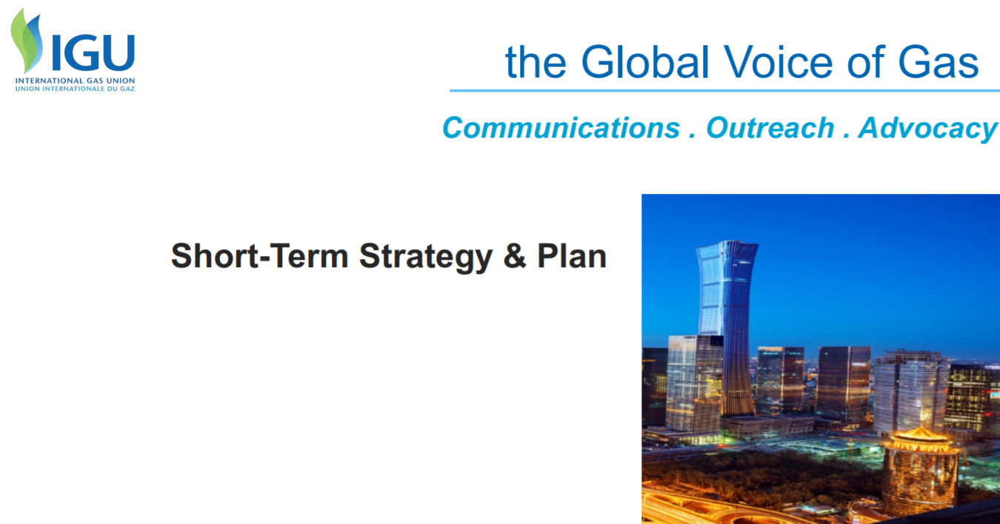 IGU
INTERNATIONAL GAS UNION
UNION INTERNATIONALE DU GAZ
the Global Voice of Gas
Communications . Outreach . Advocacy
Short-Term Strategy & Plan